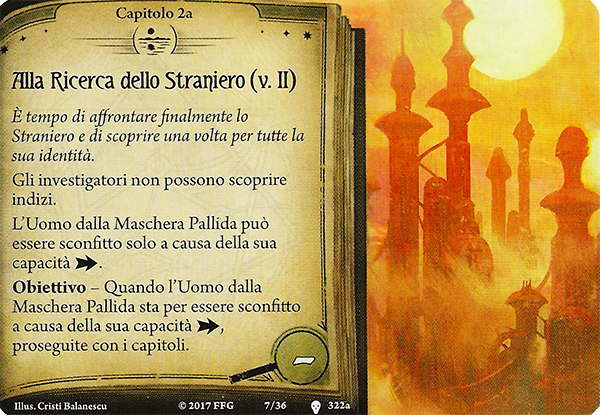 Capitolo 2a
Alla Ricerca dello Straniero (v. II)
È tempo di affrontare finalmente lo
Straniero e di scoprire una volta per tutte la
sua identità.
Gli investigatori non possono scoprire
indizi.
L'Uomo dalla Maschera Pallida può
essere sconfitto solo a causa della sua
capacità .
Obiettivo – Quando l'Uomo dalla
Maschera Pallida sta per essere sconfitto
a causa della sua capacità ,
proseguite con i capitoli.
–
Illus. Cristi Balanescu © 2017 FFG 7/36 322a